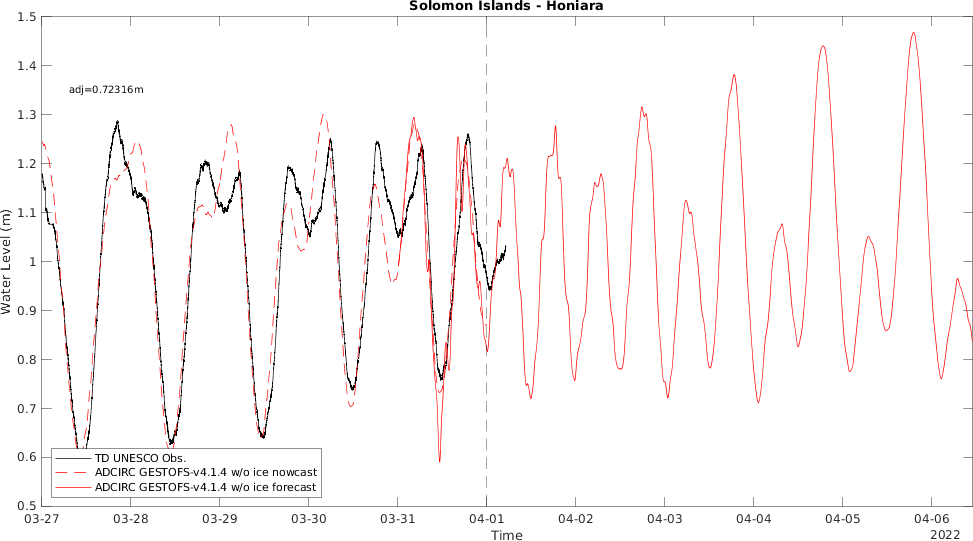 Solomon Islands - Honiara
1.5
1.4
1.3
1.2
1.1
1
0.9
0.8
0.7
0.6
0.5
Water Level (m)
adj=0.72316m
TD UNESCO Obs.
ADCIRC GESTOFS-v4.1.4 w/o ice nowcast
ADCIRC GESTOFS-v4.1.4 w/o ice forecast
03-27 03-28 03-29 03-30 03-31 04-01 04-02 04-03 04-04 04-05 04-06
Time
2022